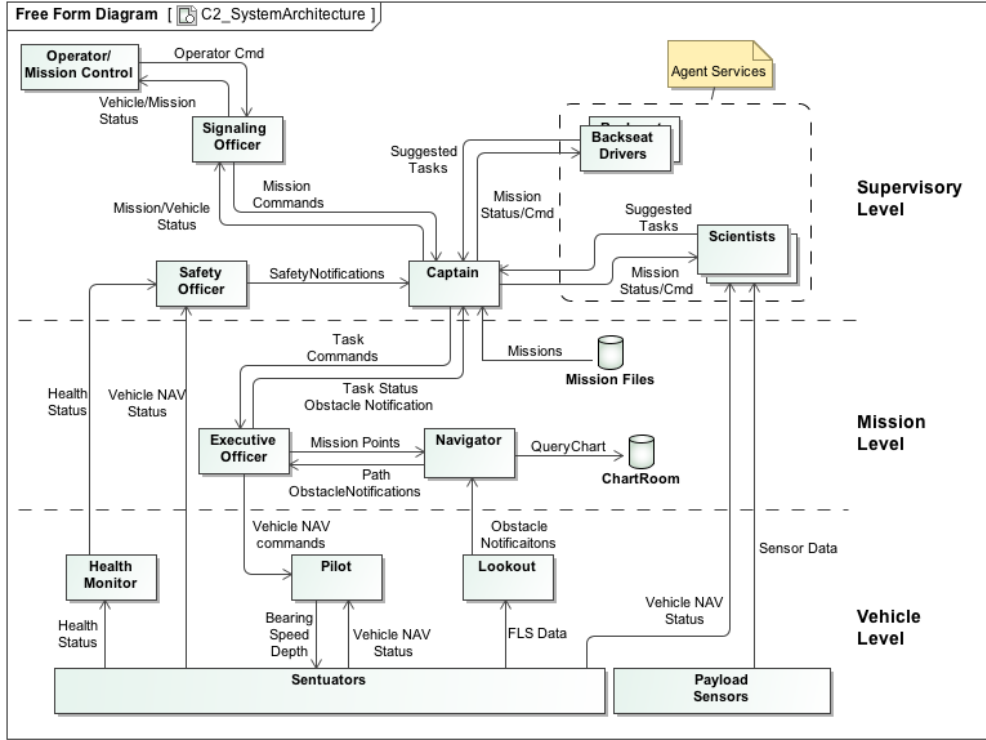 Free Form Diagram [ C2_SystemArchitecture ]
Operator/
Mission Control
Operator Cmd
Vehicle/Mission
Status
Signaling
Officer
Agent Services
Backseat
Drivers
Suggested
Tasks
Mission
Status/Cmd
Mission
Commands
Mission/Vehicle
Status
Supervisory
Level
Suggested
Tasks
Scientists
Mission
Status/Cmd
Safety
Officer
SafetyNotifications
Captain
Task
Commands
Missions
Mission Files
Task Status
Obstacle Notification
Health
Status
Vehicle NAV
Status
Executive
Officer
Mission Points
Navigator
QueryChart
ChartRoom
Path
ObstacleNotifications
Mission
Level
Vehicle NAV
commands
Obstacle
Notificaitons
Sensor Data
Health
Monitor
Pilot
Lookout
Health
Status
Bearing
Speed
Depth
Vehicle NAV
Status
FLS Data
Vehicle NAV
Status
Vehicle
Level
Sentuators
Payload
Sensors